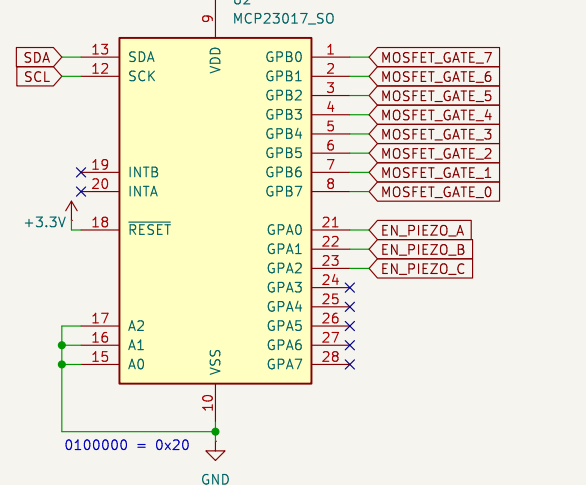 9
MCP23017_SO
SDA 13 SDA VDD GPB0 1 MOSFET_GATE_7
SCL 12 SCK GPB1 2 MOSFET_GATE_6
GPB2 3 MOSFET_GATE_5
GPB3 4 MOSFET_GATE_4
GPB4 5 MOSFET_GATE_3
GPB5 6 MOSFET_GATE_2
19 INTB GPB6 7 MOSFET_GATE_1
20 INTA GPB7 8 MOSFET_GATE_0
+3.3V 18 RESET GPA0 21 EN_PIEZO_A
GPA1 22 EN_PIEZO_B
GPA2 23 EN_PIEZO_C
GPA3 24
GPA4 25
17 A2 GPA5 26
16 A1 GPA6 27
15 A0 VSS GPA7 28
10
0100000 = 0x20
GND